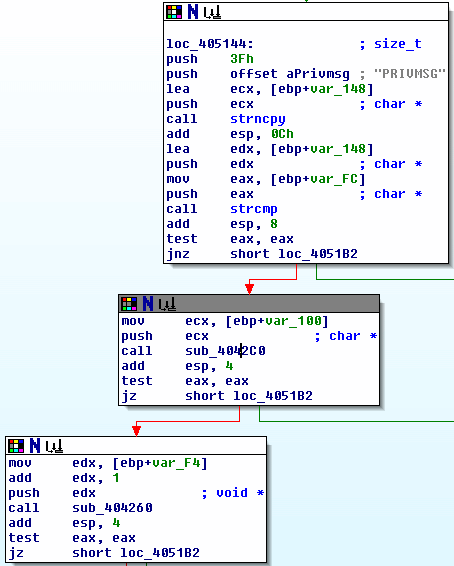 N
loc_405144: ; size_t
push 3Fh
push offset aPrivmsg ; "PRIVMSG"
lea ecx, [ebp+var_148]
push ecx ; char *
call strncpy
add esp, 0Ch
lea edx, [ebp+var_148]
push edx ; char *
mov eax, [ebp+var_FC]
push eax ; char *
call strcmp
add esp, 8
test eax, eax
jnz short loc_4051B2
N
mov ecx, [ebp+var_100]
push ecx ; char *
call sub_4042C0
add esp, 4
test eax, eax
jz short loc_4051B2
N
mov edx, [ebp+var_F4]
add edx, 1
push edx ; void *
call sub_404260
add esp, 4
test eax, eax
jz short loc_4051B2